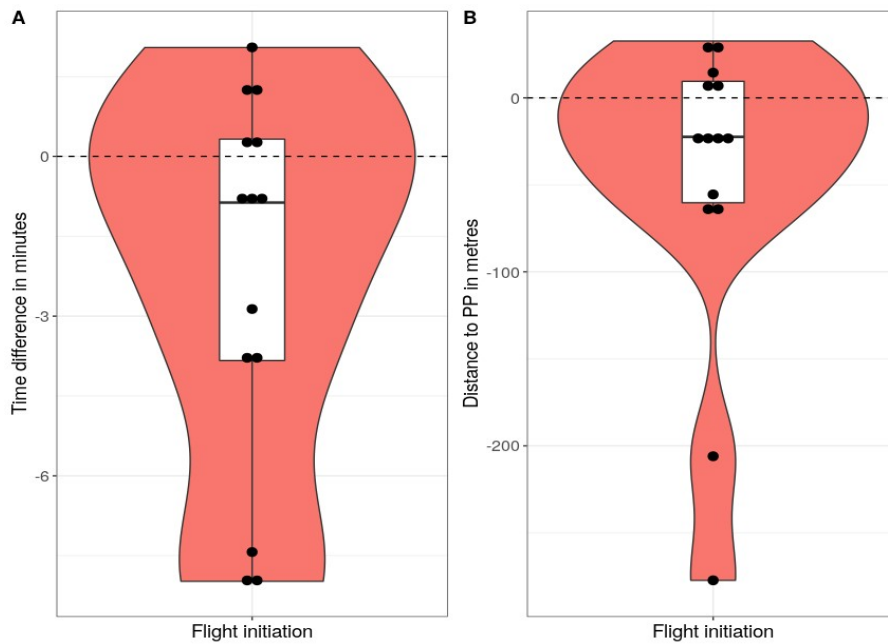 A
Time difference in minutes
0
-3
-6
Flight initiation
B
Distance to PP in metres
0
-100
-200
Flight initiation